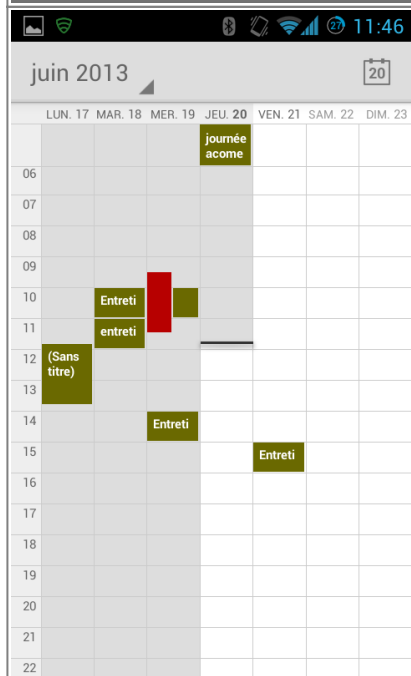 27 11:46
juin 2013 20
LUN. 17 MAR. 18 MER. 19 JEU. 20 VEN. 21 SAM. 22 DIM. 23
journée
acome
06
07
08
09
10 Entreti
11 entreti
12 (Sans
titre)
13
14 Entreti
15 Entreti
16
17
18
19
20
21
22